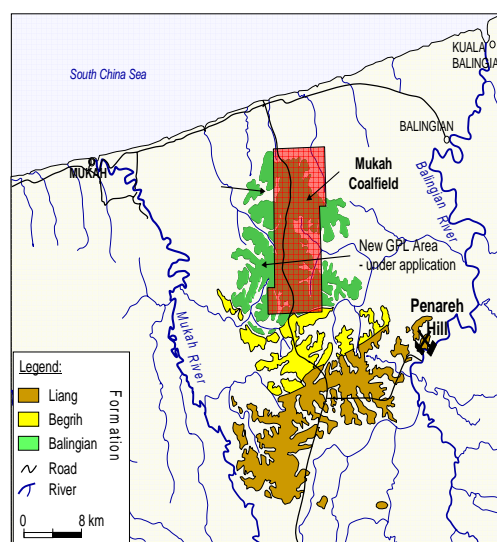 South China Sea
KUALA
BALINGIAN
BALINGIAN
MUKAH
Mukah
Coalfield
Balingian River
New GPL Area
- under application
Penareh
Hill
Mukah River
Legend:
Liang
Begrih
Balingian
Road
River
Formation
0 8 km